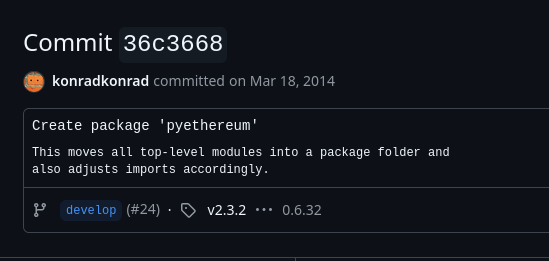 Commit 36c3668
konradkonrad committed on Mar 18, 2014
Create package 'pyethereum'
This moves all top-level modules into a package folder and
also adjusts imports accordingly.
develop (#24) · v2.3.2 ··· 0.6.32